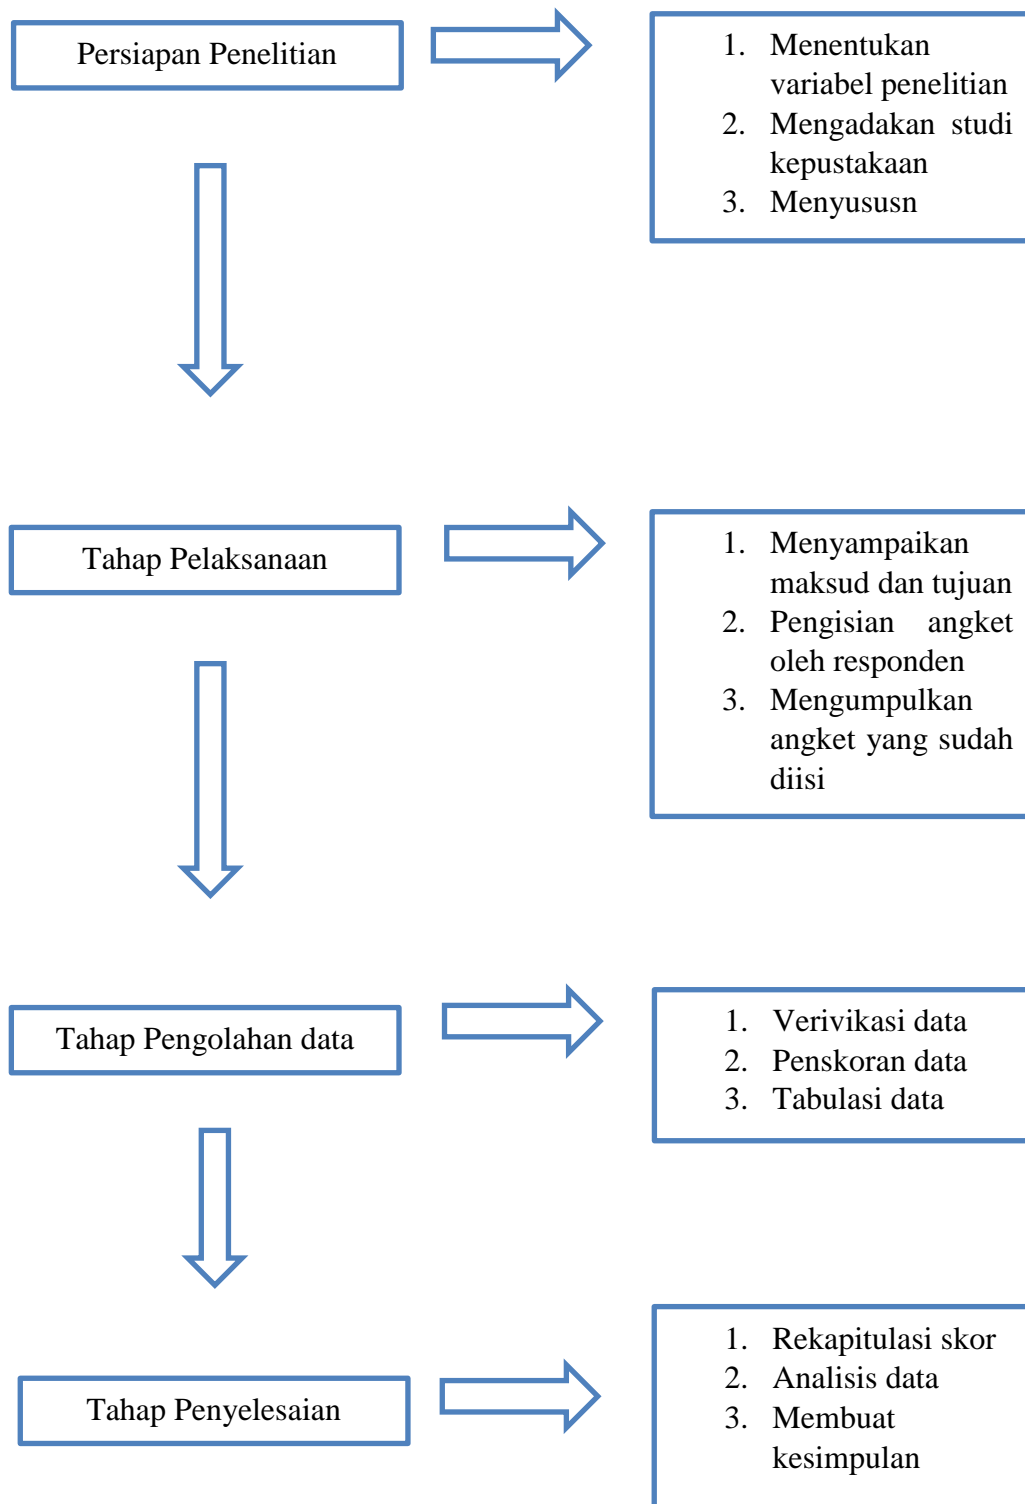 Persiapan Penelitian
1. Menentukan
variabel penelitian
2. Mengadakan studi
kepustakaan
3. Menyususn
Tahap Pelaksanaan
1. Menyampaikan
maksud dan tujuan
2. Pengisian angket
oleh responden
3. Mengumpulkan
angket yang sudah
diisi
Tahap Pengolahan data
1. Verivikasi data
2. Penskoran data
3. Tabulasi data
Tahap Penyelesaian
1. Rekapitulasi skor
2. Analisis data
3. Membuat
kesimpulan